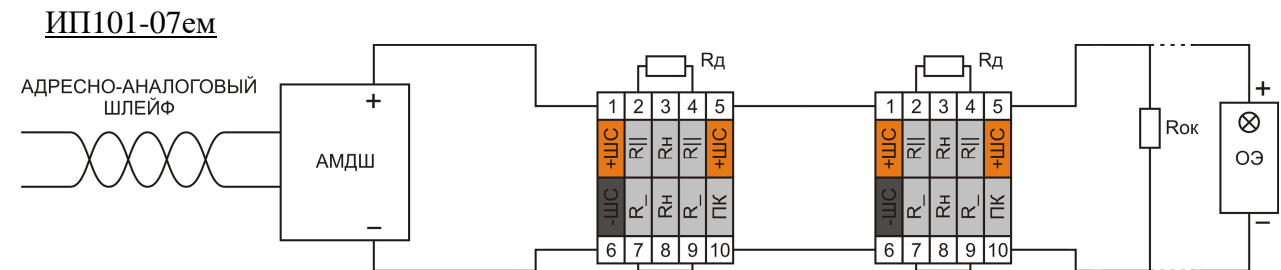 ИП101-07ем
АДРЕСНО-АНАЛОГОВЫЙ
ШЛЕЙФ
+
АМДШ
–
Rд
1 2 3 4 5
+ШС R|| Rн R|| +ШС
-ШС R_ Rн R_ ПК
6 7 8 9 10
Rд
1 2 3 4 5
+ШС R|| Rн R|| +ШС
-ШС R_ Rн R_ ПК
6 7 8 9 10
Rок
+
ОЭ
–